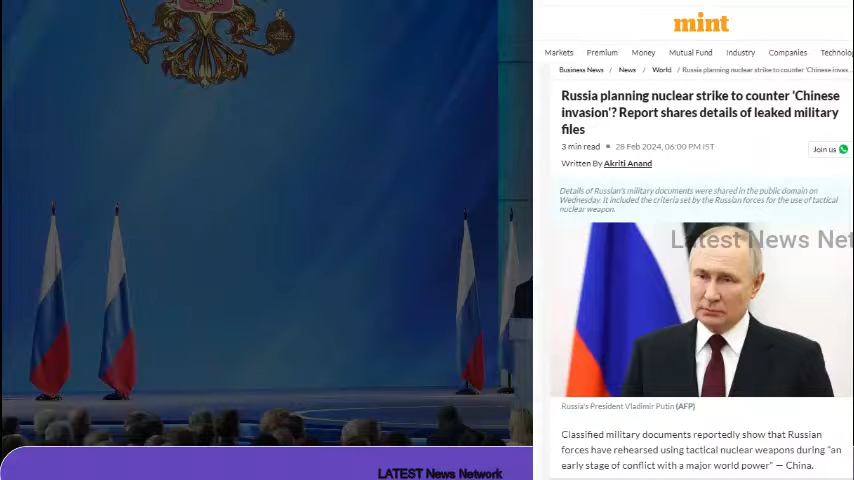 mint
Markets Premium Money Mutual Fund Industry Companies Technolog
Business News / News / World / Russia planning nuclear strike to counter 'Chinese invas...
Russia planning nuclear strike to counter 'Chinese
invasion'? Report shares details of leaked military
files
3 min read • 28 Feb 2024, 06:00 PM IST
Join us
Written By Akriti Anand
Details of Russian's military documents were shared in the public domain on
Wednesday. It included the criteria set by the Russian forces for the use of tactical
nuclear weapon.
Latest News Net
Russia's President Vladimir Putin (AFP)
Classified military documents reportedly show that Russian
forces have rehearsed using tactical nuclear weapons during "an
early stage of conflict with a major world power" — China.
LATEST News Network